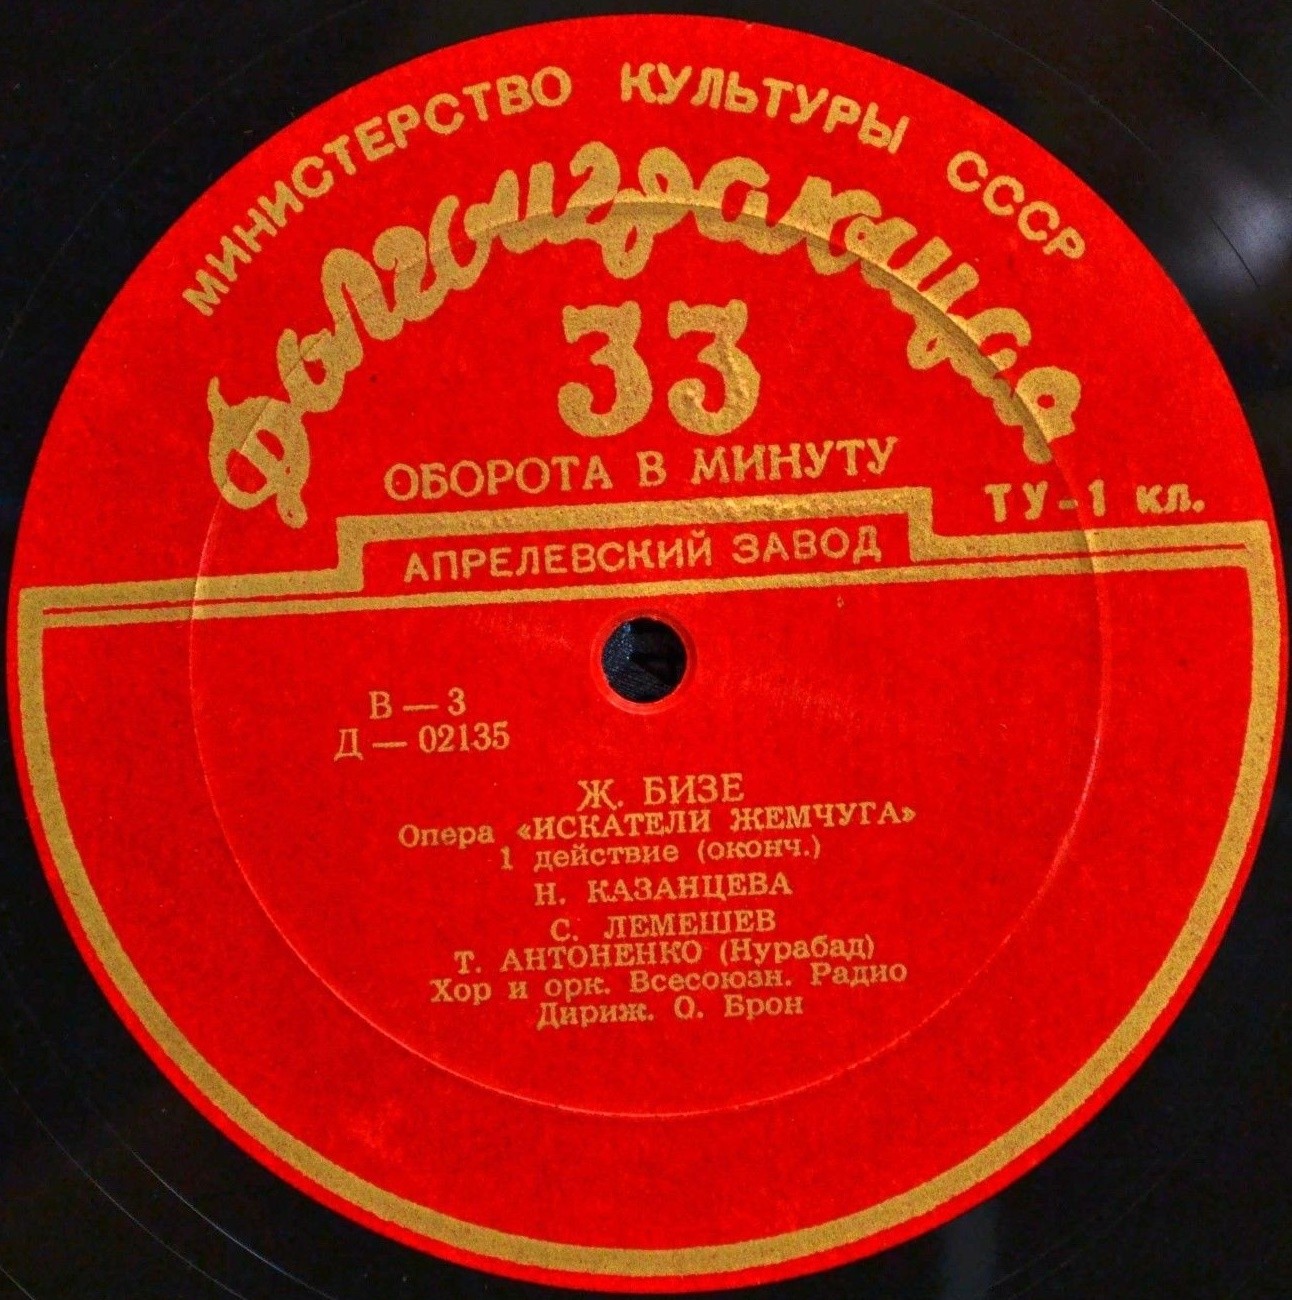 МИНИСТЕРСТВО КУЛЬТУРЫ СССР
Долгоиграющая
33
ОБОРОТА В МИНУТУ
ТУ-1 кл.
АПРЕЛЕВСКИЙ ЗАВОД
В — 3
Д — 02135
Ж. БИЗЕ
Опера «ИСКАТЕЛИ ЖЕМЧУГА»
1 действие (оконч.)
Н. КАЗАНЦЕВА
С. ЛЕМЕШЕВ
Т. АНТОНЕНКО (Нурабад)
Хор и орк. Всесоюзн. Радио
Дириж. О. Брон